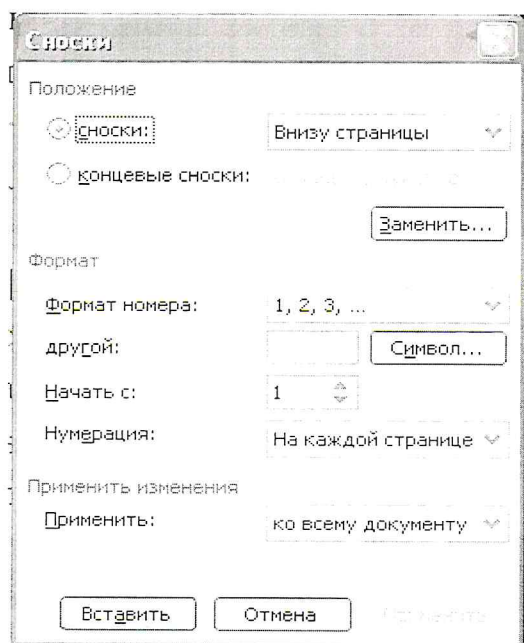 Сноски
Положение
сноски: Внизу страницы
концевые сноски:
Заменить...
Формат
Формат номера: 1, 2, 3, ...
другой: Символ...
Начать с: 1
Нумерация: На каждой странице
Применить изменения
Применить: ко всему документу
Вставить Отмена